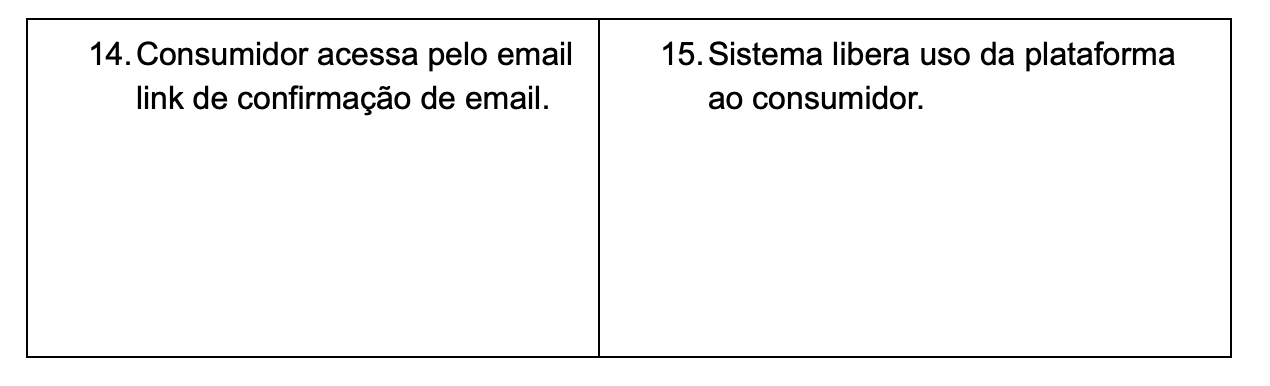 14. Consumidor acessa pelo email
link de confirmação de email.
15. Sistema libera uso da plataforma
ao consumidor.